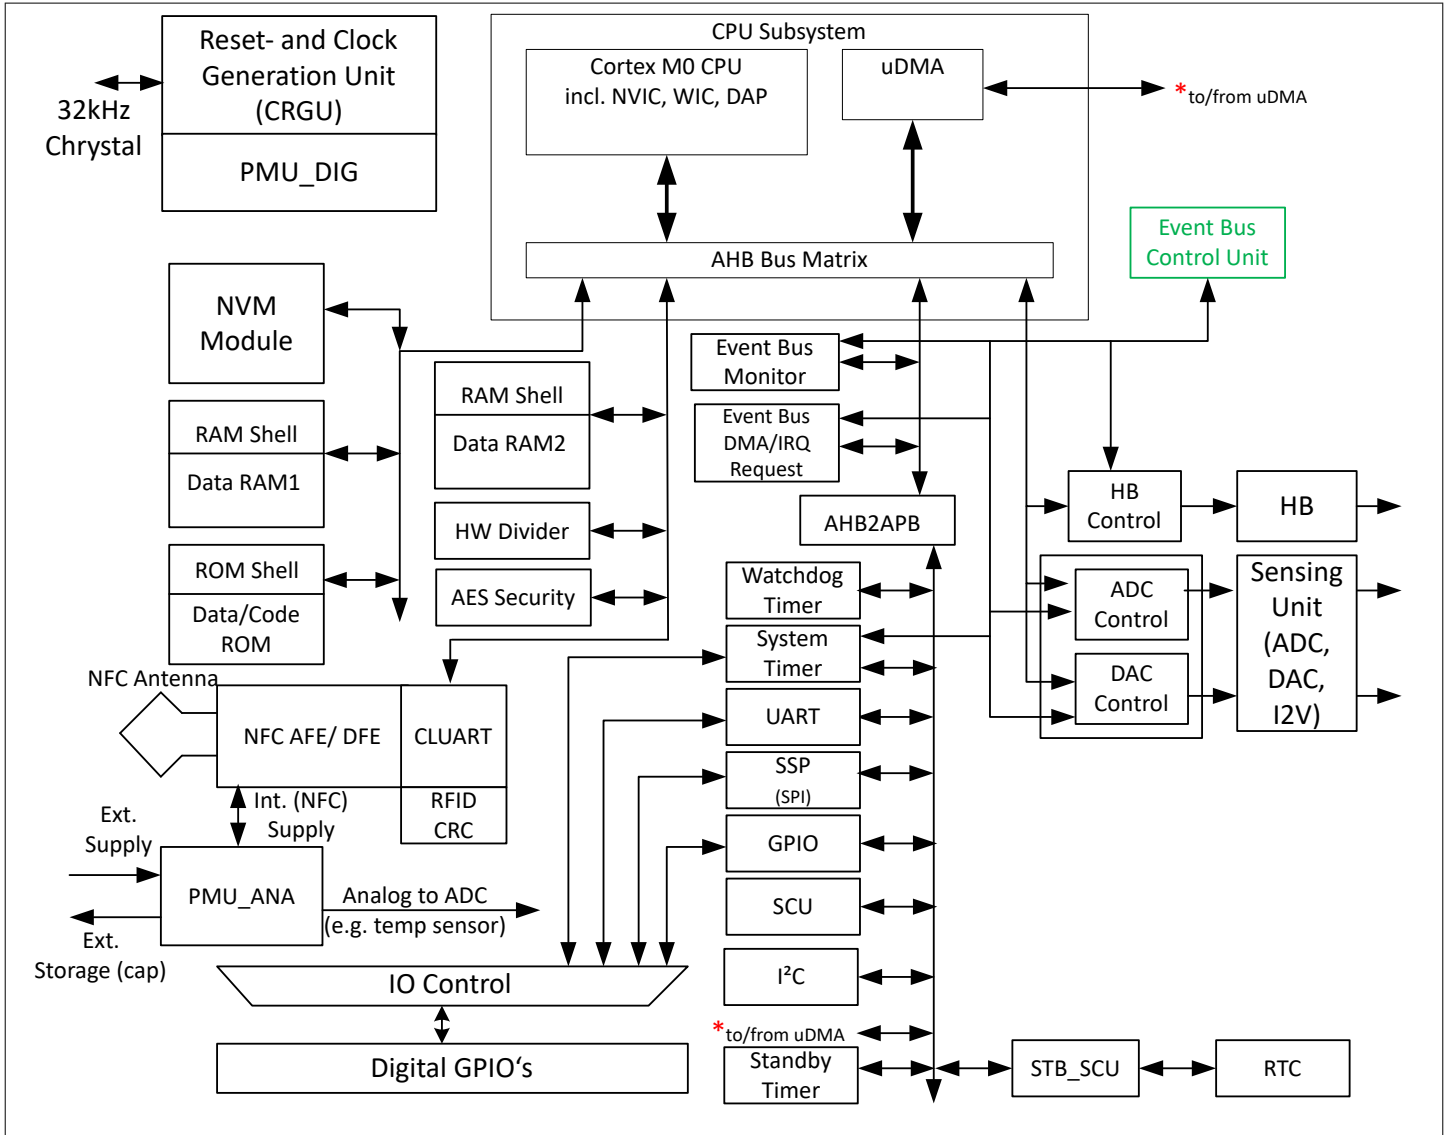 CPU Subsystem
Reset- and Clock
Generation Unit
(CRGU)
PMU_DIG
32kHz
Chrystal
Cortex M0 CPU
incl. NVIC, WIC, DAP
uDMA
*to/from uDMA
AHB Bus Matrix
Event Bus
Control Unit
NVM
Module
RAM Shell
Data RAM1
ROM Shell
Data/Code
ROM
RAM Shell
Data RAM2
HW Divider
AES Security
Event Bus
Monitor
Event Bus
DMA/IRQ
Request
AHB2APB
HB
Control
HB
ADC
Control
DAC
Control
Sensing
Unit
(ADC,
DAC,
I2V)
Watchdog
Timer
System
Timer
UART
SSP
(SPI)
GPIO
SCU
I²C
*to/from uDMA
Standby
Timer
STB_SCU
RTC
NFC Antenna
NFC AFE/ DFE
CLUART
RFID
CRC
Int. (NFC)
Supply
Ext.
Supply
PMU_ANA
Analog to ADC
(e.g. temp sensor)
Ext.
Storage (cap)
IO Control
Digital GPIO‘s